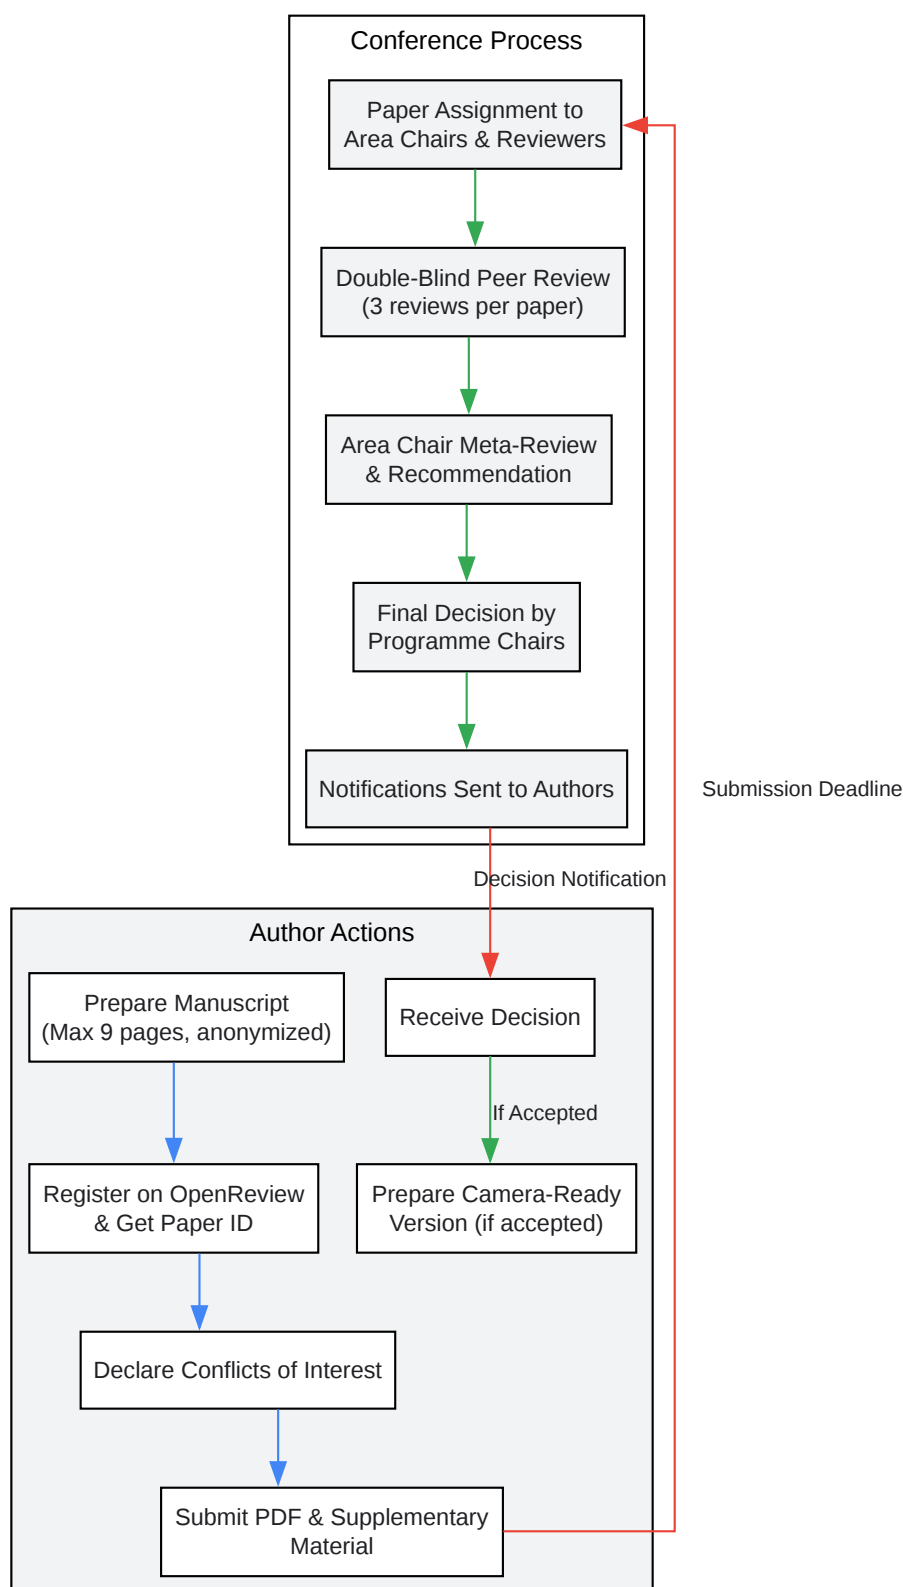 Conference Process
Paper Assignment to
Area Chairs & Reviewers
Double-Blind Peer Review
(3 reviews per paper)
Area Chair Meta-Review
& Recommendation
Final Decision by
Programme Chairs
Notifications Sent to Authors
Submission Deadline
Decision Notification
Author Actions
Prepare Manuscript
(Max 9 pages, anonymized)
Receive Decision
If Accepted
Register on OpenReview
& Get Paper ID
Prepare Camera-Ready
Version (if accepted)
Declare Conflicts of Interest
Submit PDF & Supplementary
Material